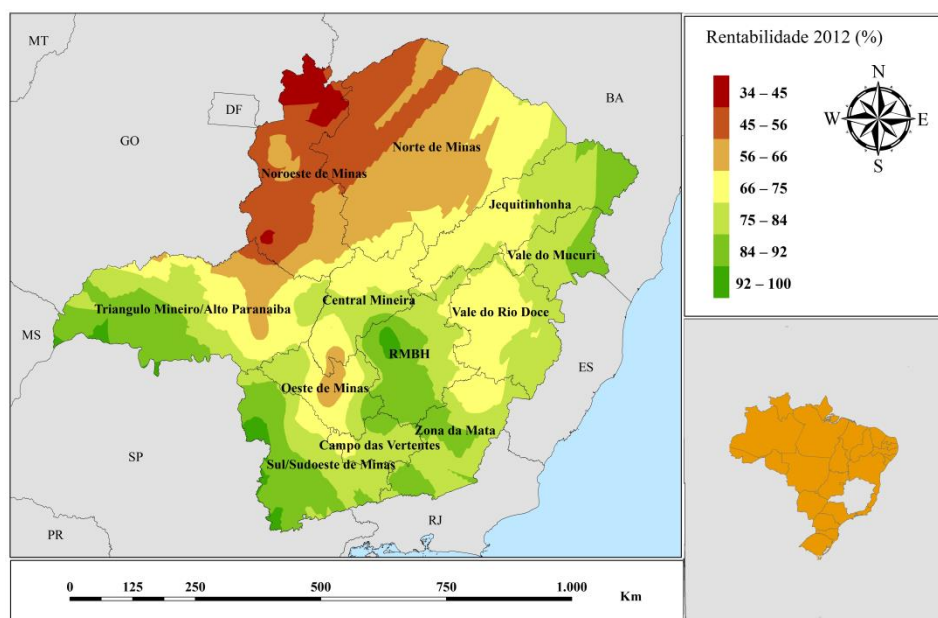 MT
DF
GO
BA
Norte de Minas
Noroeste de Minas
Jequitinhonha
Vale do Mucuri
Triangulo Mineiro/Alto Paranaiba
Central Mineira
Vale do Rio Doce
MS
RMBH
ES
Oeste de Minas
Zona da Mata
Campo das Vertentes
SP
Sul/Sudoeste de Minas
RJ
PR
Rentabilidade 2012 (%)
34 – 45
45 – 56
56 – 66
66 – 75
75 – 84
84 – 92
92 – 100
N
W
E
S
0 125 250 500 750 1.000
Km